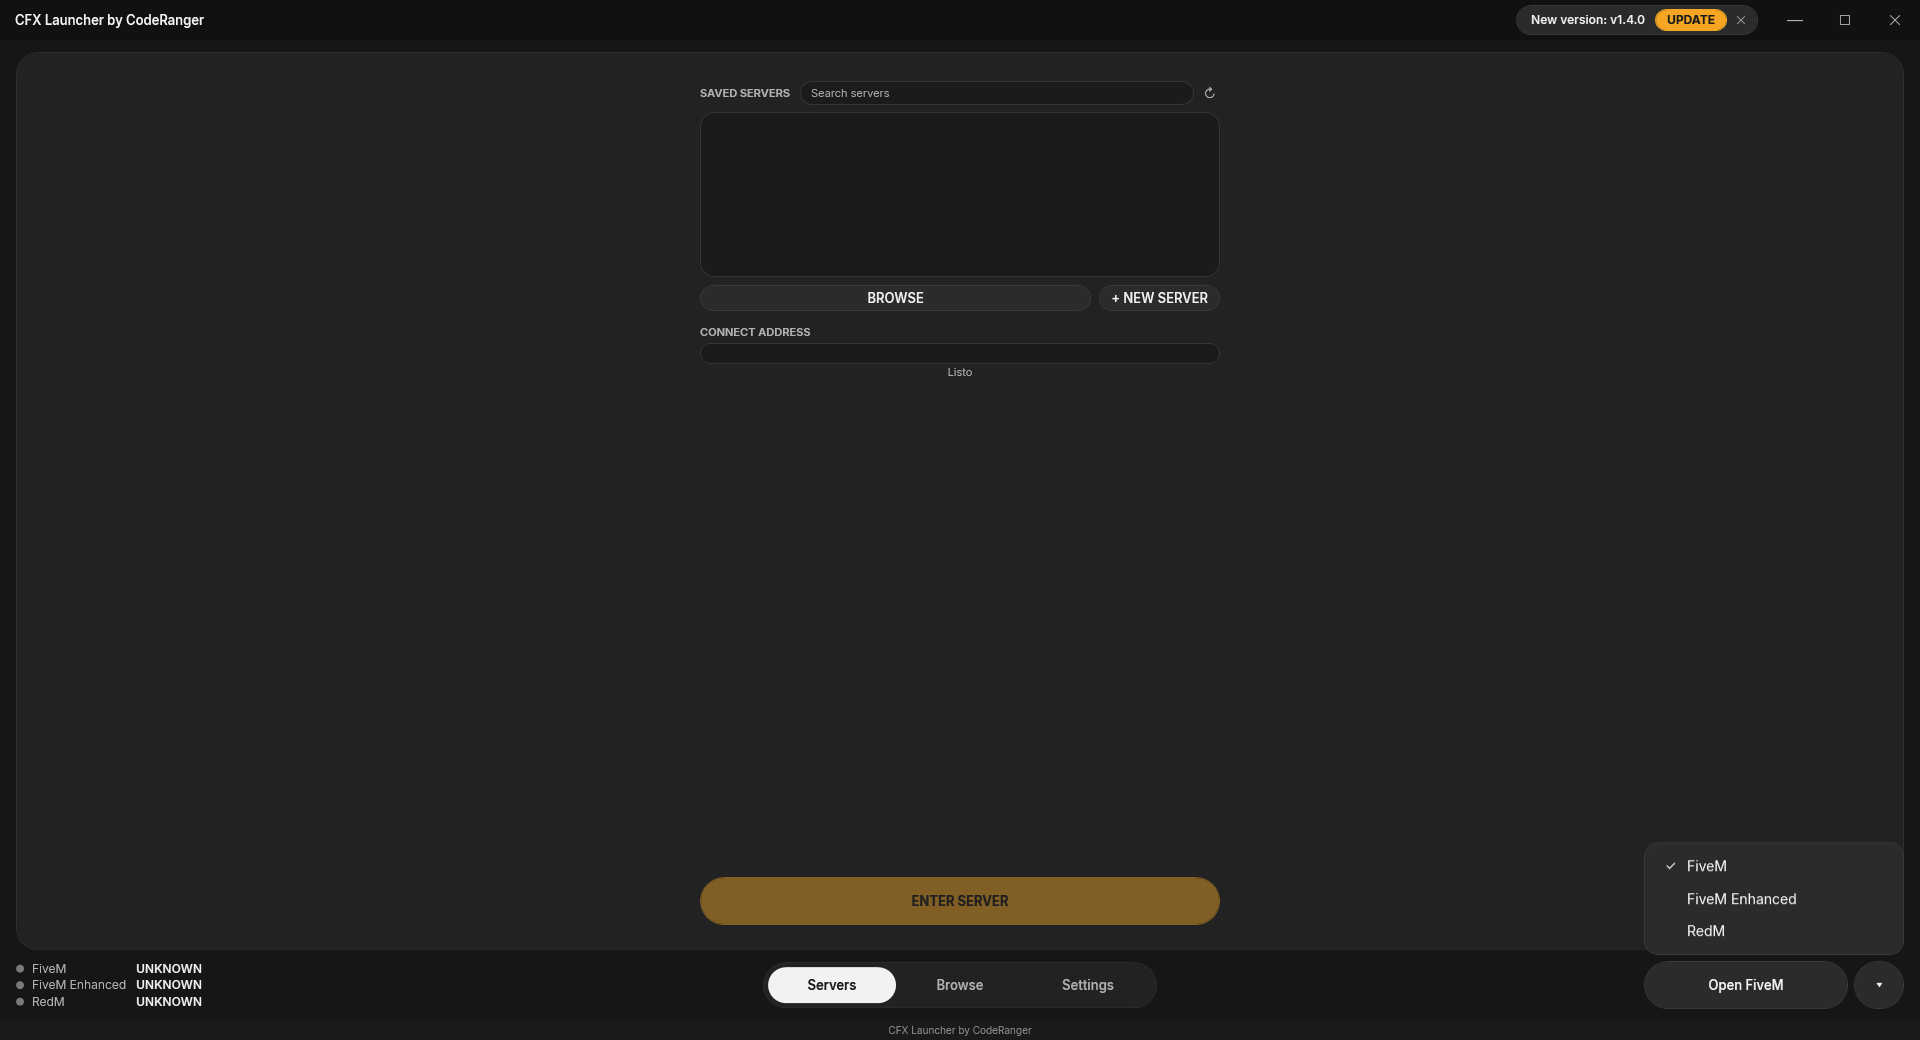 CFX Launcher by CodeRanger
New version: v1.4.0 UPDATE
SAVED SERVERS Search servers
BROWSE + NEW SERVER
CONNECT ADDRESS
Listo
ENTER SERVER
FiveM
FiveM Enhanced
RedM
FiveM UNKNOWN
FiveM Enhanced UNKNOWN
RedM UNKNOWN
Servers Browse Settings
Open FiveM
CFX Launcher by CodeRanger